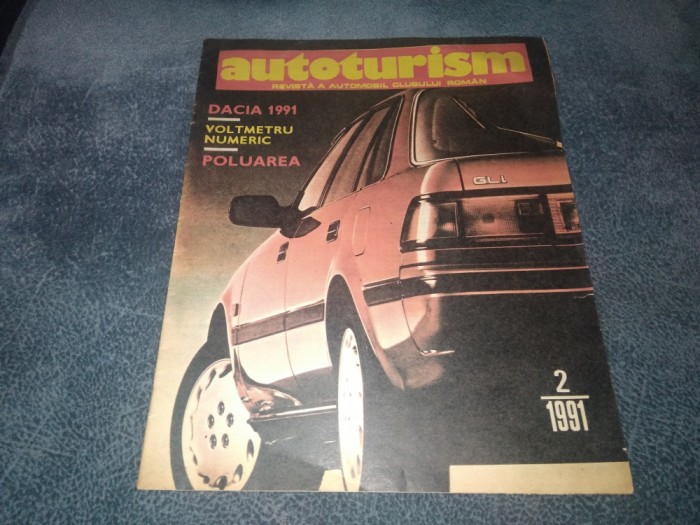 autoturism
REVISTĂ A AUTOMOBIL CLUBULUI ROMÂN
DACIA 1991
VOLTMETRU
NUMERIC
POLUAREA
GLi
2
1991